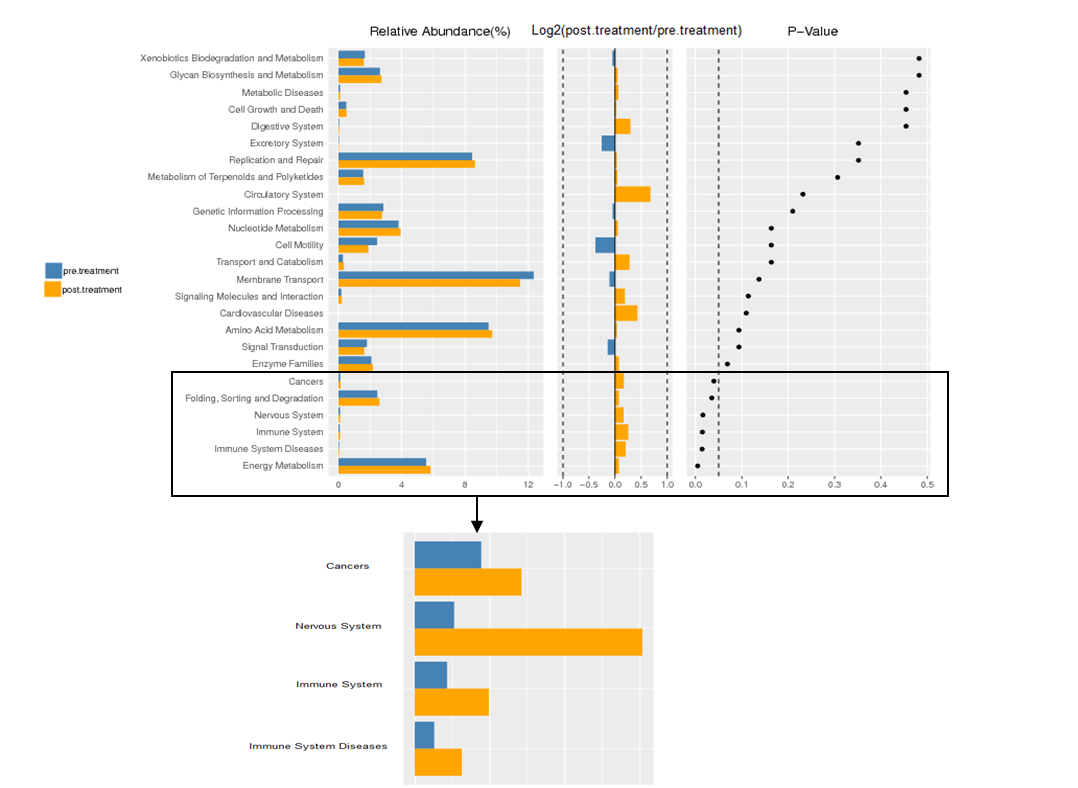 Relative Abundance(%) Log2(post.treatment/pre.treatment) P−Value
Xenobiotics Biodegradation and Metabolism
Glycan Biosynthesis and Metabolism
Metabolic Diseases
Cell Growth and Death
Digestive System
Excretory System
Replication and Repair
Metabolism of Terpenoids and Polyketides
Circulatory System
Genetic Information Processing
Nucleotide Metabolism
Cell Motility
Transport and Catabolism
pre.treatment
Membrane Transport
post.treatment
Signaling Molecules and Interaction
Cardiovascular Diseases
Amino Acid Metabolism
Signal Transduction
Enzyme Families
Cancers
Folding, Sorting and Degradation
Nervous System
Immune System
Immune System Diseases
Energy Metabolism
0 4 8 12 −1.0 −0.5 0.0 0.5 1.0 0.0 0.1 0.2 0.3 0.4 0.5
Cancers
Nervous System
Immune System
Immune System Diseases